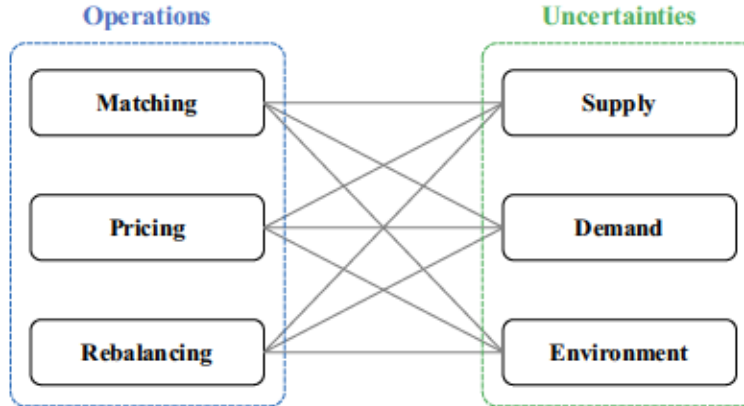 Operations
Uncertainties
Matching
Supply
Pricing
Demand
Rebalancing
Environment